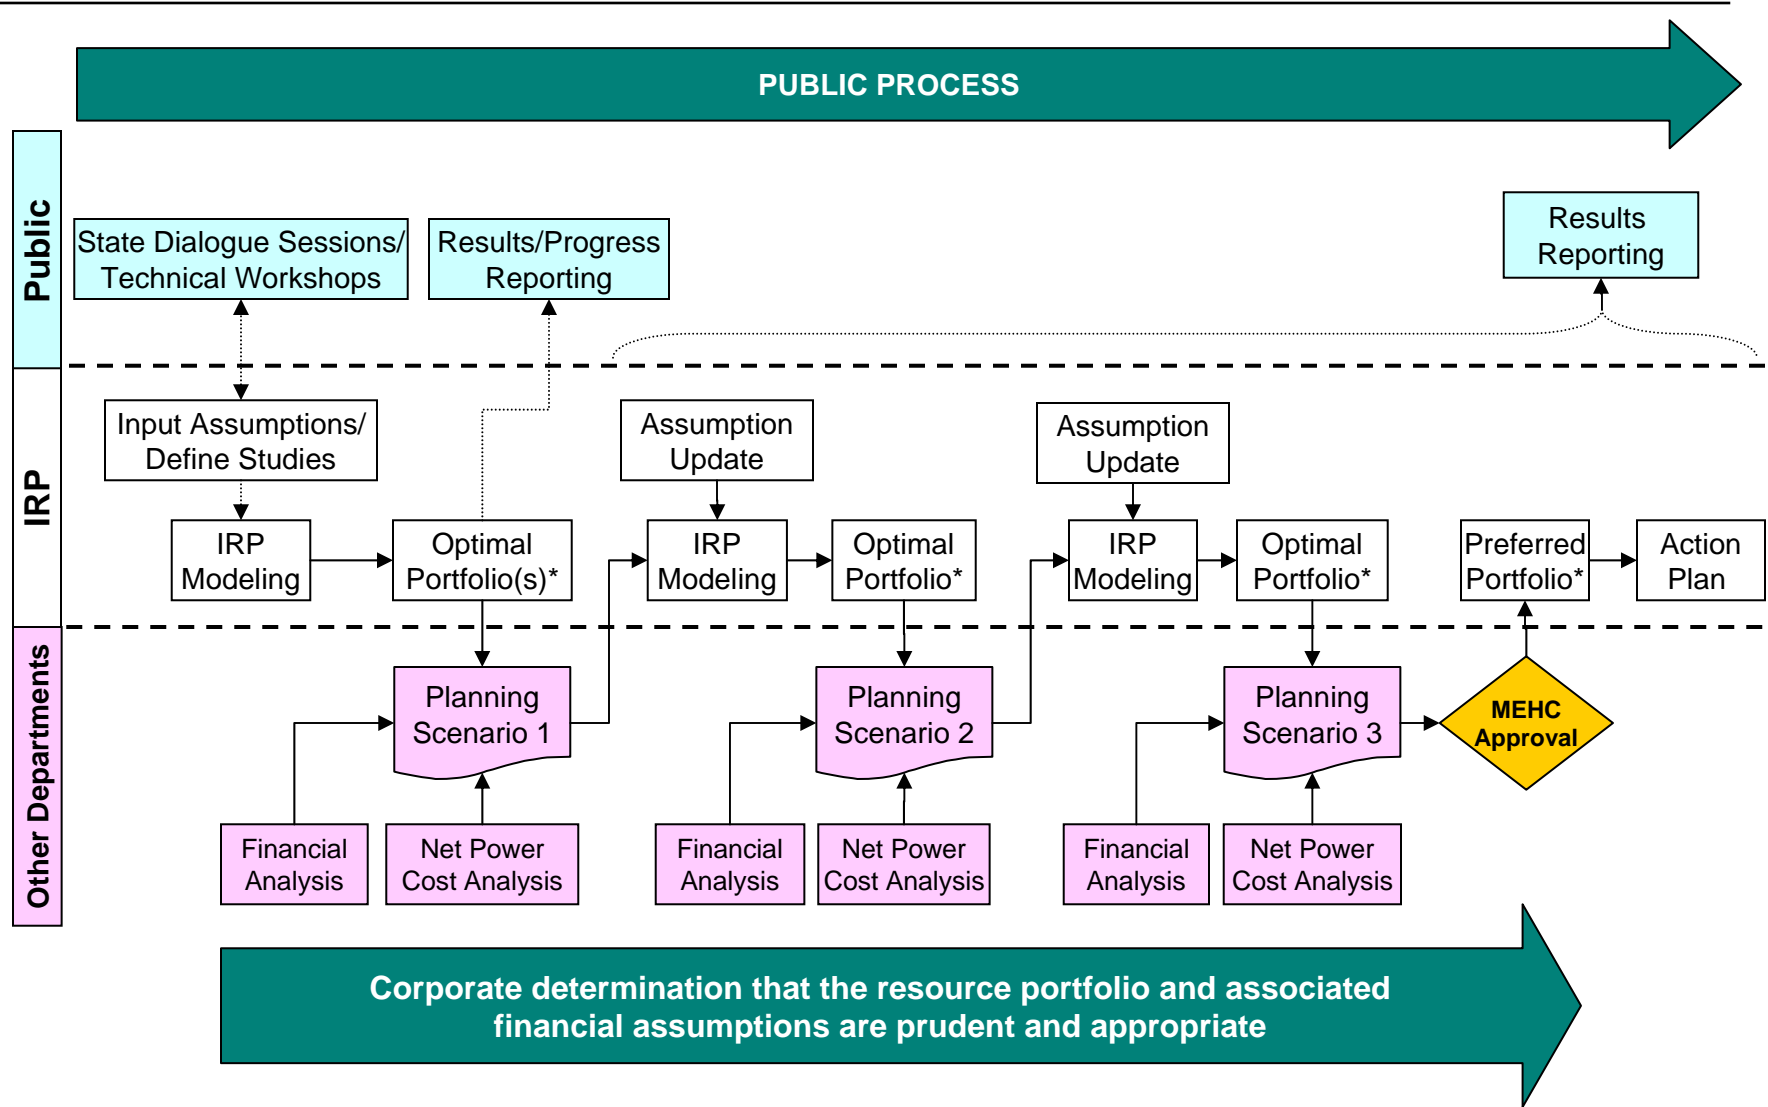 PUBLIC PROCESS
Public
State Dialogue Sessions/
Technical Workshops
Results/Progress
Reporting
Results
Reporting
IRP
Input Assumptions/
Define Studies
Assumption
Update
Assumption
Update
IRP
Modeling
Optimal
Portfolio(s)*
IRP
Modeling
Optimal
Portfolio*
IRP
Modeling
Optimal
Portfolio*
Preferred
Portfolio*
Action
Plan
Other Departments
Planning
Scenario 1
Planning
Scenario 2
Planning
Scenario 3
MEHC
Approval
Financial
Analysis
Net Power
Cost Analysis
Financial
Analysis
Net Power
Cost Analysis
Financial
Analysis
Net Power
Cost Analysis
Corporate determination that the resource portfolio and associated
financial assumptions are prudent and appropriate